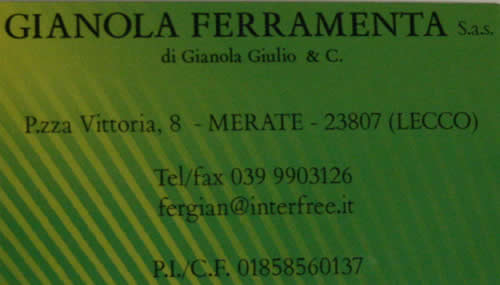 GIANOLA FERRAMENTA S.a.s.
di Gianola Giulio & C.
P.zza Vittoria, 8 - MERATE - 23807 (LECCO)
Tel/fax 039 9903126
fergian@interfree.it
P.I./C.F. 01858560137